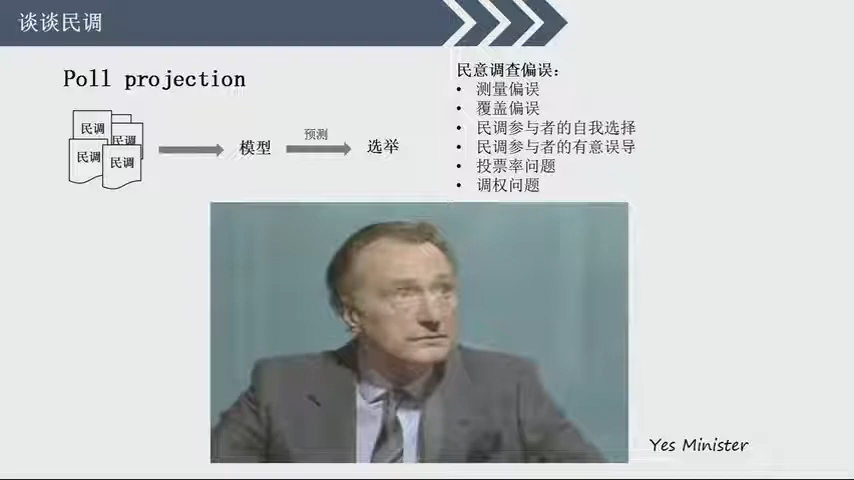 谈谈民调
Poll projection
民调
民调
民调
民调
模型
预测
选举
民意调查偏误：
• 测量偏误
• 覆盖偏误
• 民调参与者的自我选择
• 民调参与者的有意误导
• 投票率问题
• 调权问题
Yes Minister